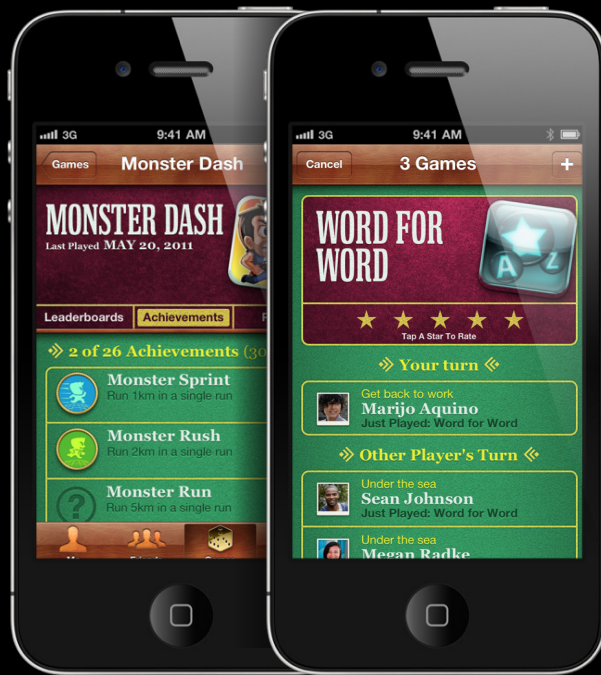 3G 9:41 AM
Games Monster Dash
MONSTER DASH
Last Played MAY 20, 2011
Leaderboards Achievements
2 of 26 Achievements
Monster Sprint
Run 1km in a single run
Monster Rush
Run 2km in a single run
Monster Run
Run 5km in a single run
?
3G 9:41 AM
Cancel 3 Games +
WORD FOR
WORD
A Z
Tap A Star To Rate
Your turn
Get back to work
Marijo Aquino
Just Played: Word for Word
Other Player's Turn
Under the sea
Sean Johnson
Just Played: Word for Word
Under the sea
Megan Radke